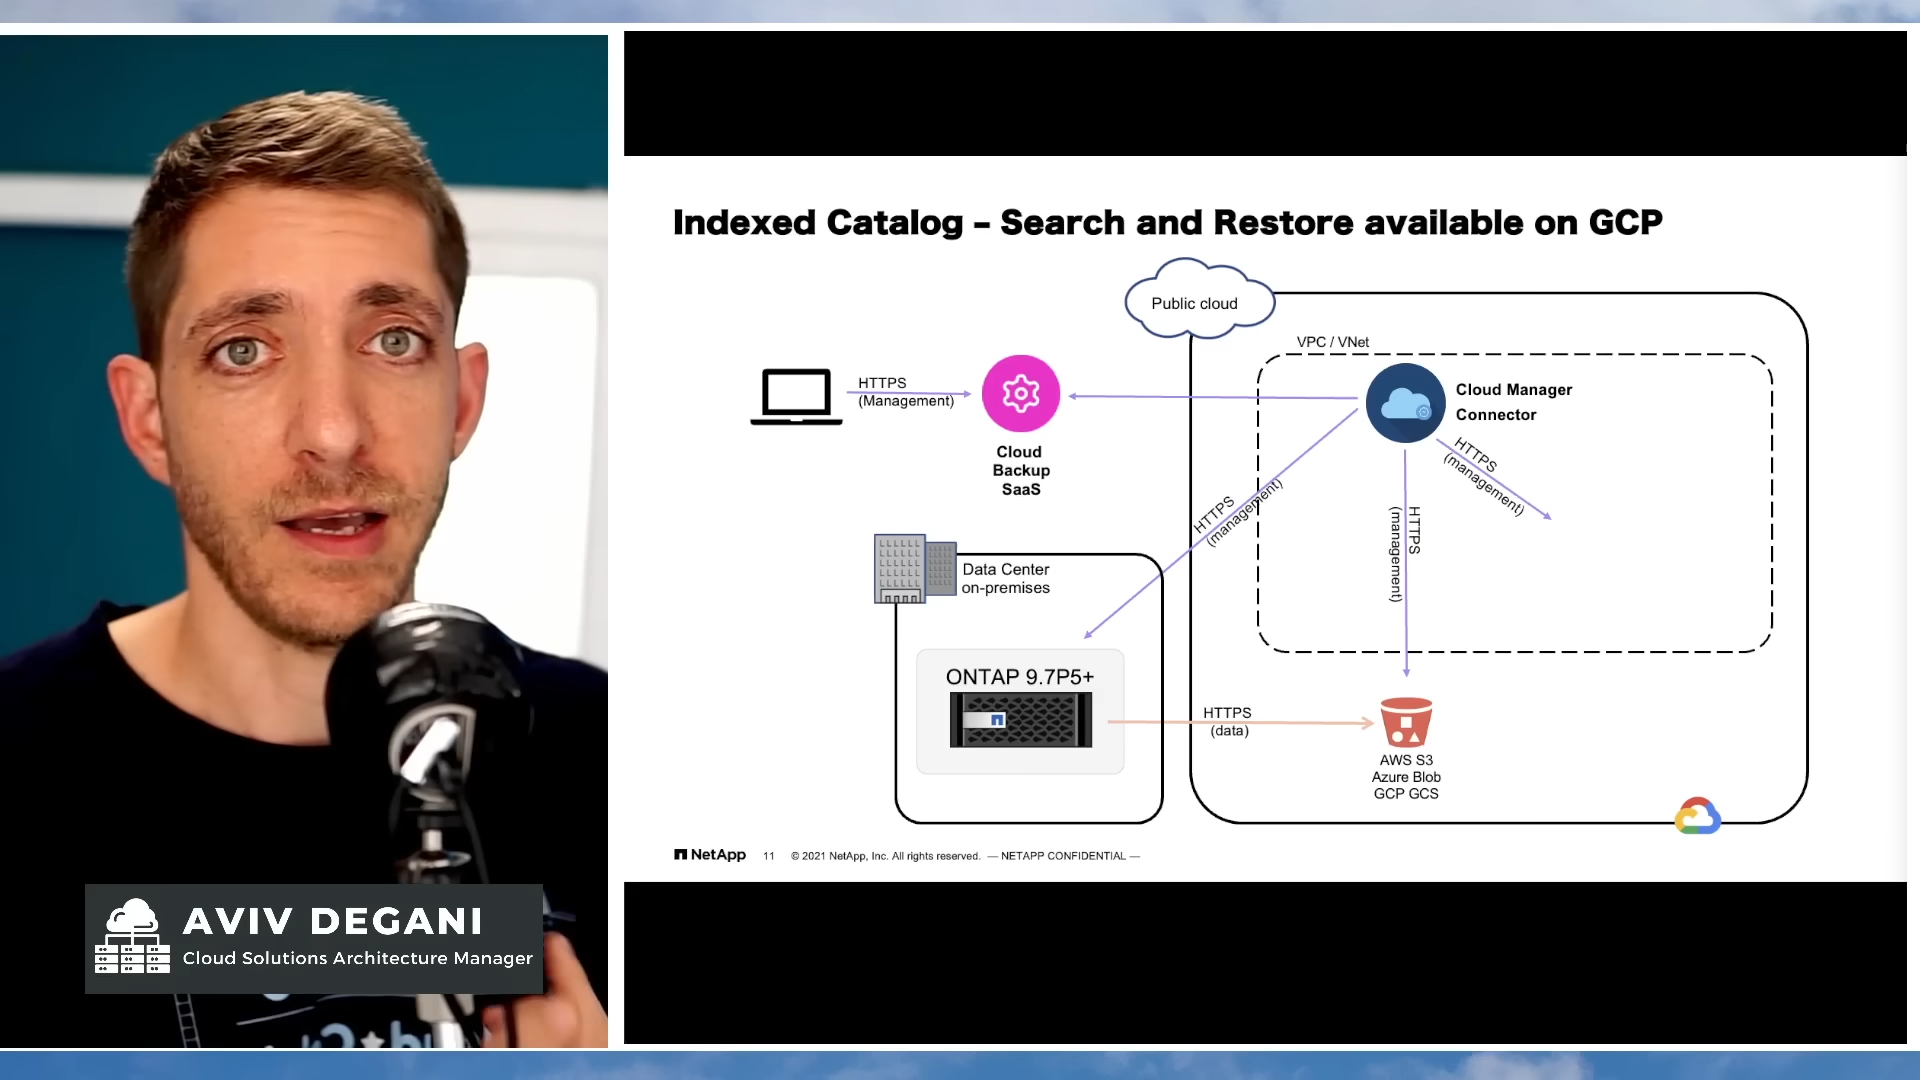 Indexed Catalog – Search and Restore available on GCP
Public cloud
VPC / VNet
HTTPS
(Management)
Cloud
Backup
SaaS
Cloud Manager
Connector
HTTPS
(management)
HTTPS
(management)
HTTPS
(management)
Data Center
on-premises
ONTAP 9.7P5+
HTTPS
(data)
AWS S3
Azure Blob
GCP GCS
NetApp 11 © 2021 NetApp, Inc. All rights reserved. — NETAPP CONFIDENTIAL —
AVIV DEGANI
Cloud Solutions Architecture Manager